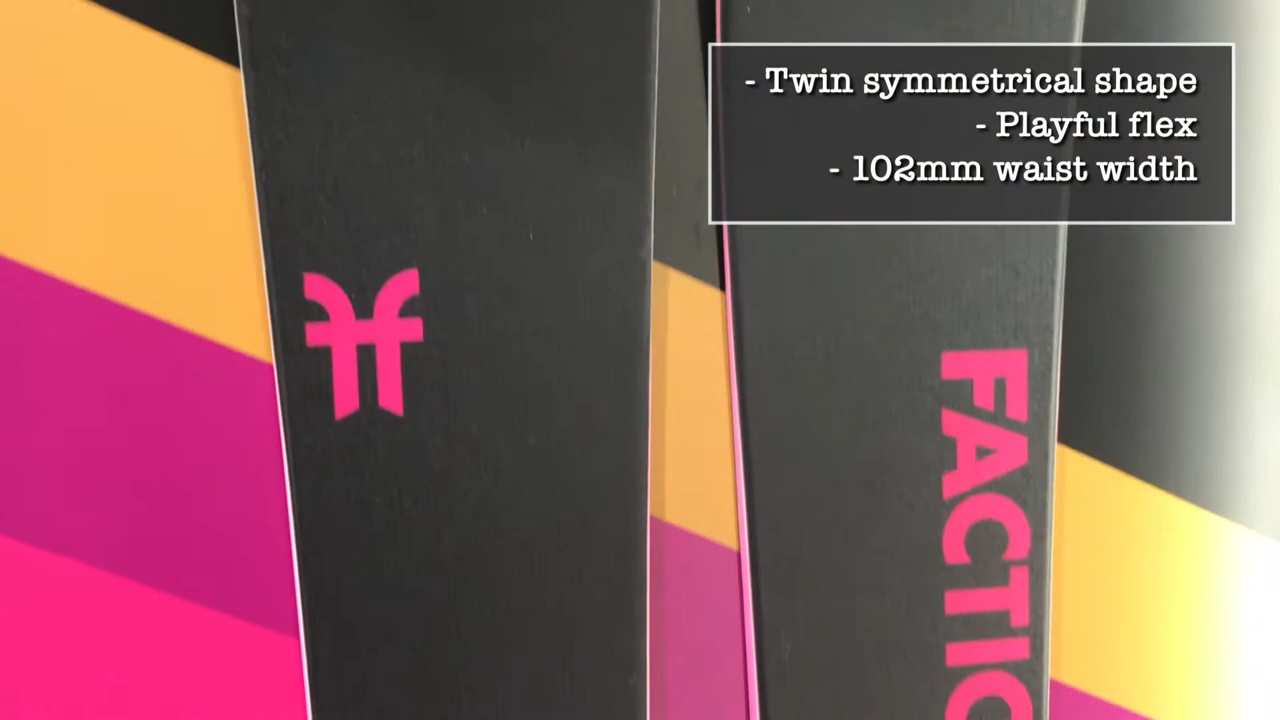 - Twin symmetrical shape
- Playful flex
- 102mm waist width
FACTIO